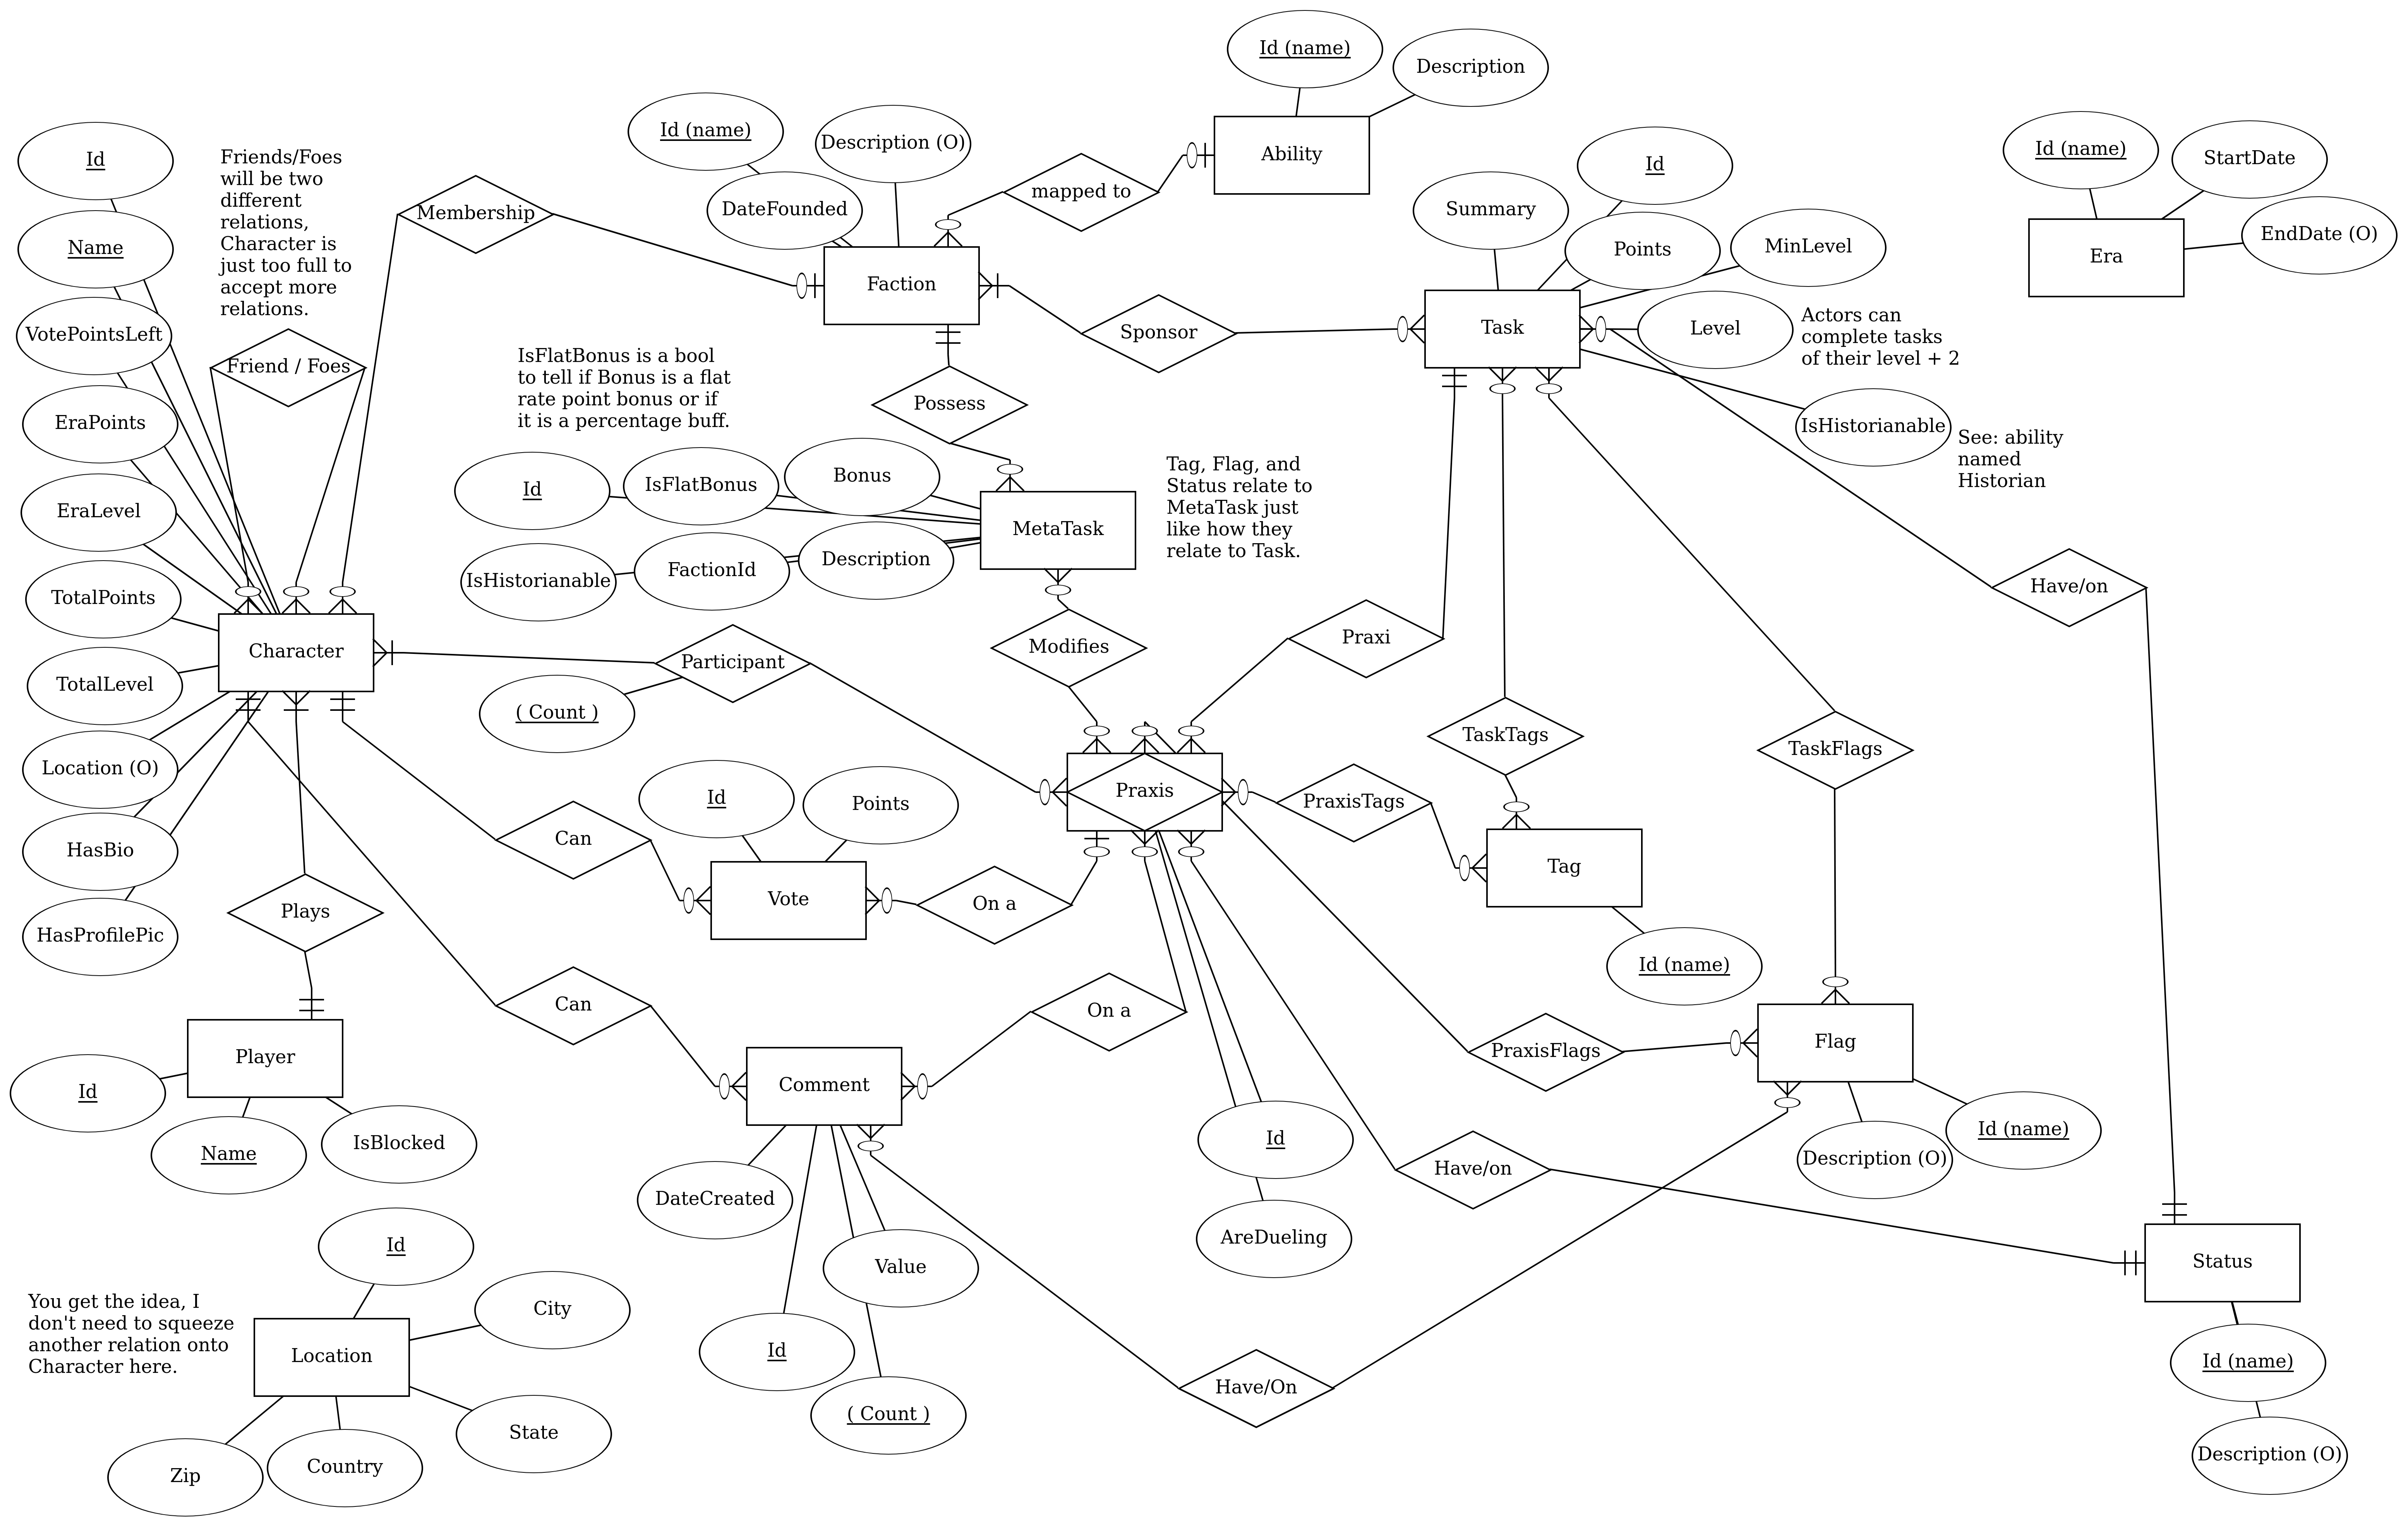 Id (name)
Description
Ability
Id (name)
Description (O)
DateFounded
Faction
mapped to
Membership
Id
Name
VotePointsLeft
EraPoints
EraLevel
TotalPoints
TotalLevel
Location (O)
HasBio
HasProfilePic
Character
Friends/Foes
will be two
different
relations,
Character is
just too full to
accept more
relations.
Friend / Foes
Sponsor
Summary
Id
Points
MinLevel
Level
Task
IsHistorianable
Actors can
complete tasks
of their level + 2
See: ability
named
Historian
Id (name)
StartDate
EndDate (O)
Era
IsFlatBonus is a bool
to tell if Bonus is a flat
rate point bonus or if
it is a percentage buff.
Possess
Id
IsFlatBonus
Bonus
IsHistorianable
FactionId
Description
MetaTask
Tag, Flag, and
Status relate to
MetaTask just
like how they
relate to Task.
Have/on
Modifies
Praxi
Participant
( Count )
TaskTags
TaskFlags
Praxis
PraxisTags
Tag
Id (name)
Can
Id
Points
Vote
On a
Plays
Can
On a
PraxisFlags
Flag
Description (O)
Id (name)
Player
Id
Name
IsBlocked
Comment
DateCreated
Id
Value
( Count )
Id
AreDueling
Have/on
Have/On
Status
Id (name)
Description (O)
You get the idea, I
don't need to squeeze
another relation onto
Character here.
Id
City
Location
State
Zip
Country